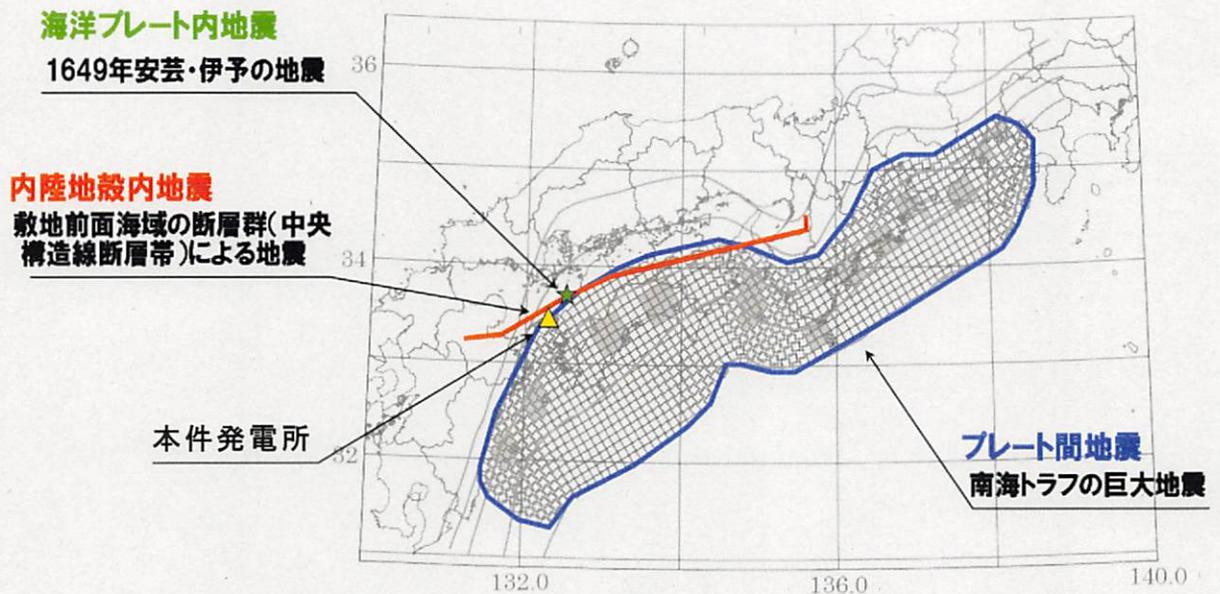 海洋プレート内地震
1649年安芸・伊予の地震
内陸地殻内地震
敷地前面海域の断層群(中央
構造線断層帯)による地震
本件発電所
プレート間地震
南海トラフの巨大地震
36
34
32
132.0
136.0
140.0